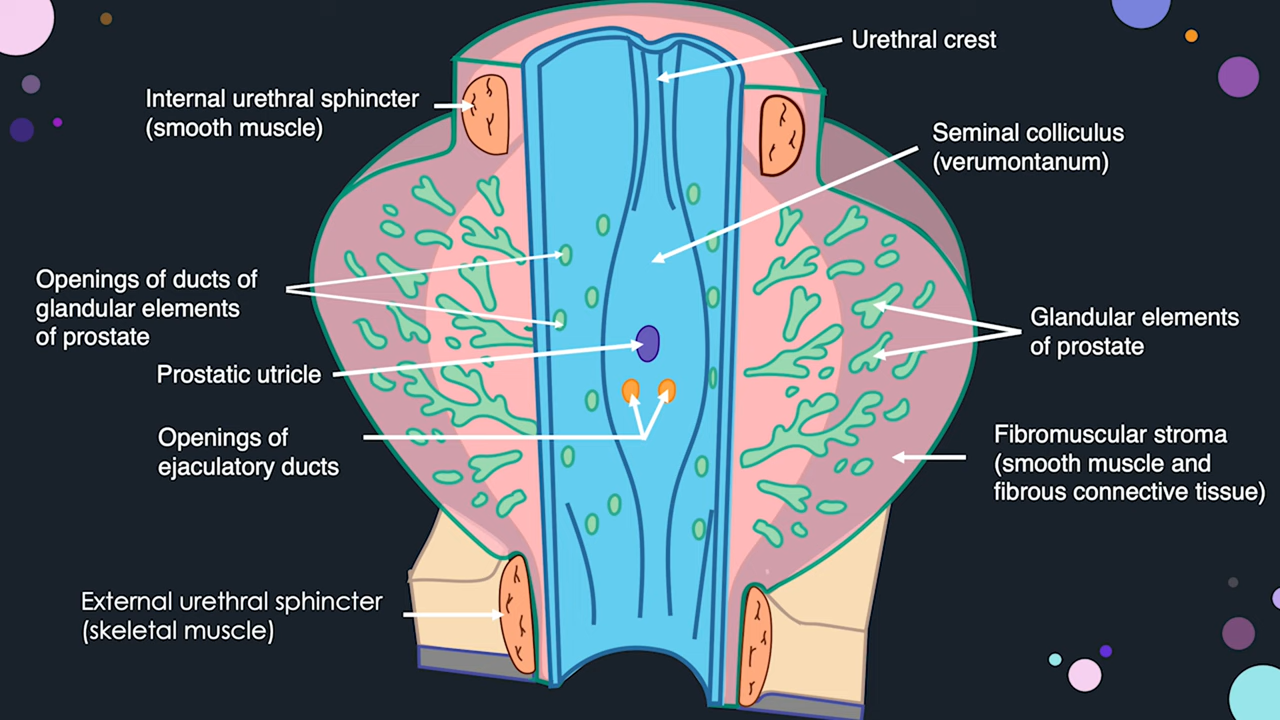 Urethral crest
Internal urethral sphincter
(smooth muscle)
Seminal colliculus
(verumontanum)
Openings of ducts of
glandular elements
of prostate
Glandular elements
of prostate
Prostatic utricle
Openings of
ejaculatory ducts
Fibromuscular stroma
(smooth muscle and
fibrous connective tissue)
External urethral sphincter
(skeletal muscle)